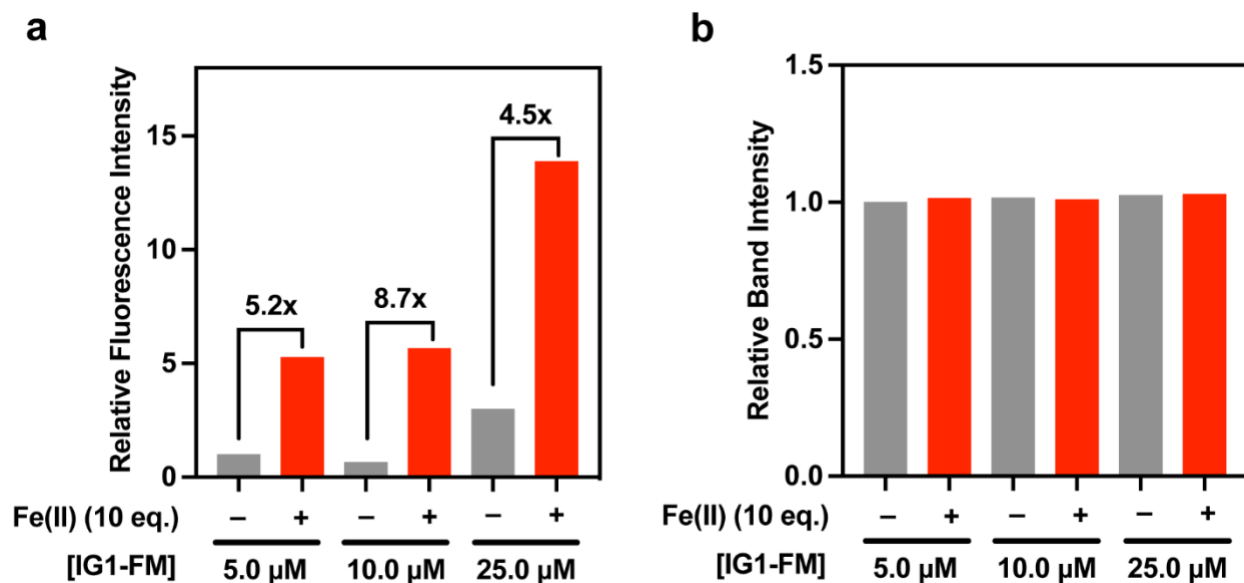 a
Relative Fluorescence Intensity
15
10
5
0
5.2x
8.7x
4.5x
Fe(II) (10 eq.)
– + – + – +
[IG1-FM]
5.0 µM 10.0 µM 25.0 µM
b
Relative Band Intensity
1.5
1.0
0.5
0.0
Fe(II) (10 eq.)
– + – + – +
[IG1-FM]
5.0 µM 10.0 µM 25.0 µM